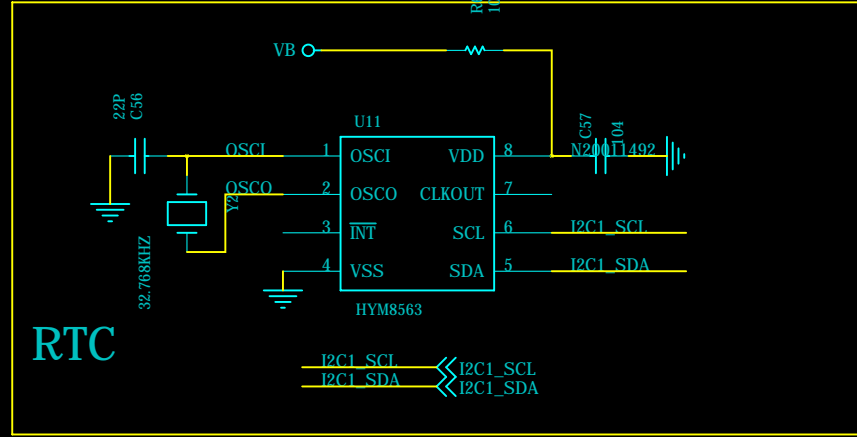 VB
22P
C56
U11
C57
104
OSCI
1
OSCI
VDD
8
N20011492
OSCO
2
OSCO
CLKOUT
7
Y2
3
INT
SCL
6
I2C1_SCL
4
VSS
SDA
5
I2C1_SDA
32.768KHZ
HYM8563
RTC
I2C1_SCL
I2C1_SCL
I2C1_SDA
I2C1_SDA